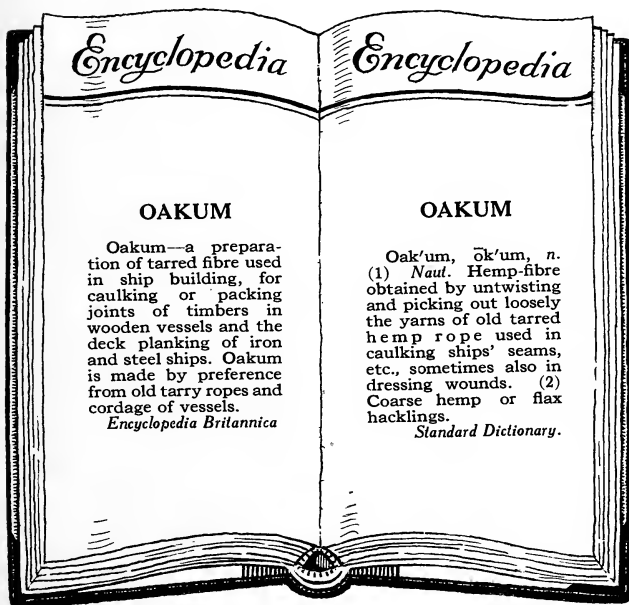 Encyclopedia
OAKUM
Oakum—a prepara-
tion of tarred fibre used
in ship building, for
caulking or packing
joints of timbers in
wooden vessels and the
deck planking of iron
and steel ships. Oakum
is made by preference
from old tarry ropes and
cordage of vessels.
Encyclopedia Britannica
Encyclopedia
OAKUM
Oak′um, ōk′um, n.
(1) Naut. Hemp-fibre
obtained by untwisting
and picking out loosely
the yarns of old tarred
hemp rope used in
caulking ships' seams,
etc., sometimes also in
dressing wounds. (2)
Coarse hemp or flax
hacklings.
Standard Dictionary.